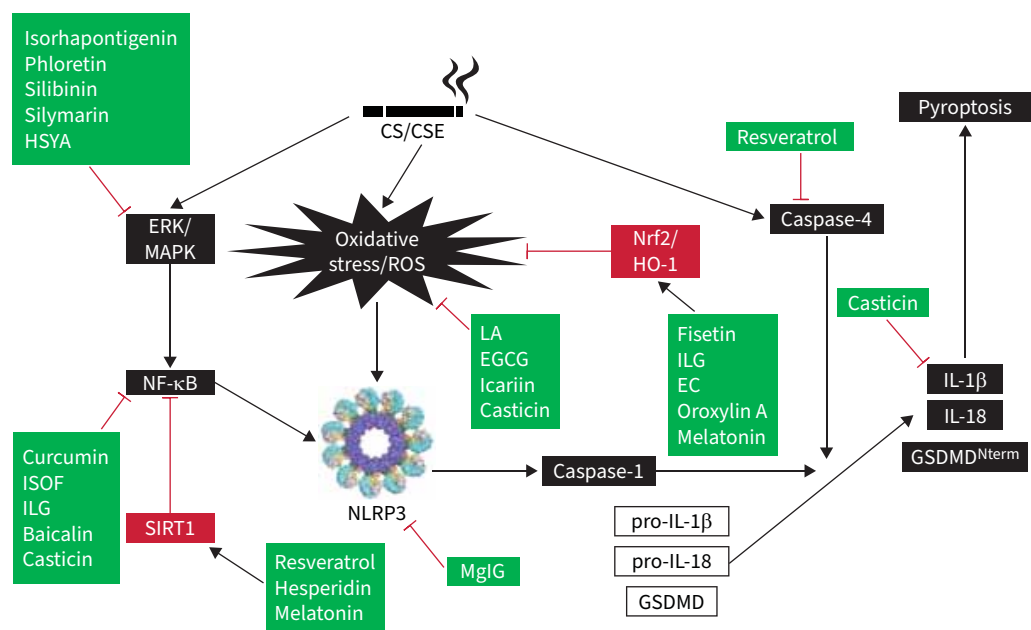 Isorhapontigenin
Phloretin
Silibinin
Silymarin
HSYA
CS/CSE
Pyroptosis
Resveratrol
ERK/
MAPK
Oxidative
stress/ROS
Nrf2/
HO-1
Caspase-4
Casticin
LA
EGCG
Icariin
Casticin
Fisetin
ILG
EC
Oroxylin A
Melatonin
NF-κB
IL-1β
IL-18
GSDMDNterm
Curcumin
ISOF
ILG
Baicalin
Casticin
SIRT1
NLRP3
Caspase-1
pro-IL-1β
pro-IL-18
GSDMD
Resveratrol
Hesperidin
Melatonin
MgIG